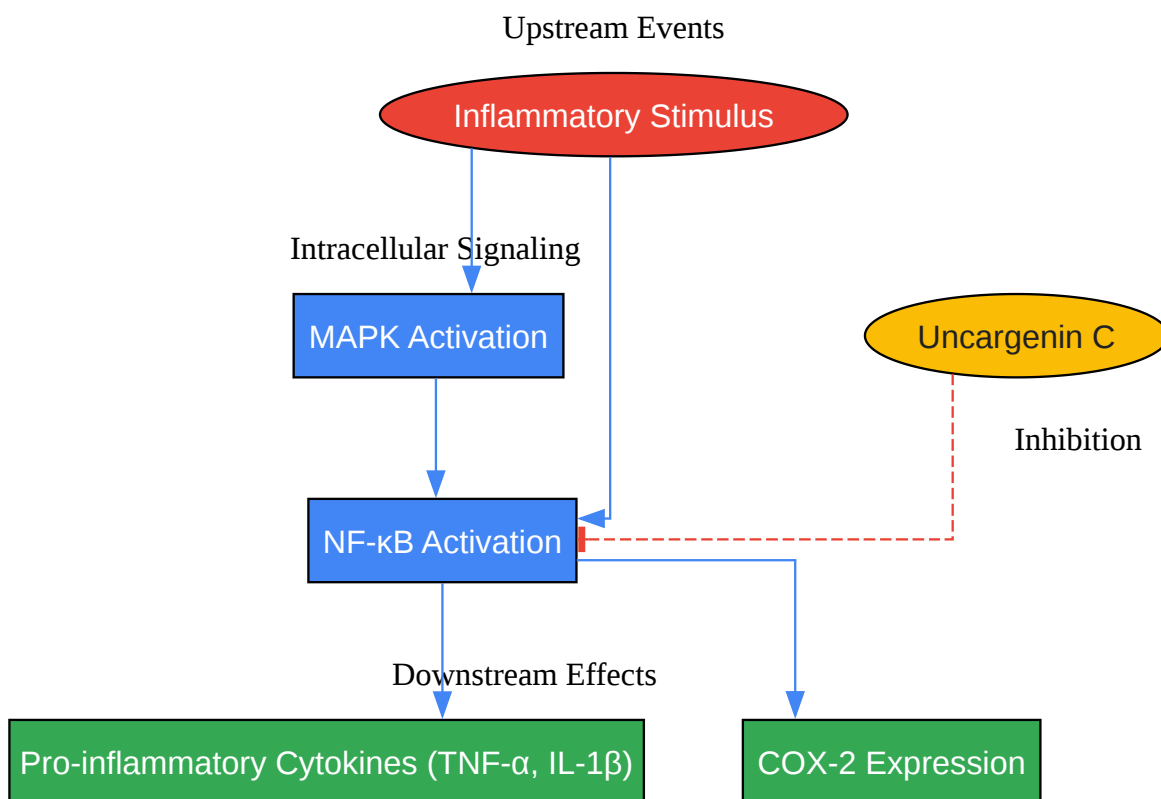 Upstream Events
Inflammatory Stimulus
Intracellular Signaling
MAPK Activation
Uncargenin C
Inhibition
NF-κB Activation
Downstream Effects
Pro-inflammatory Cytokines (TNF-α, IL-1β)
COX-2 Expression